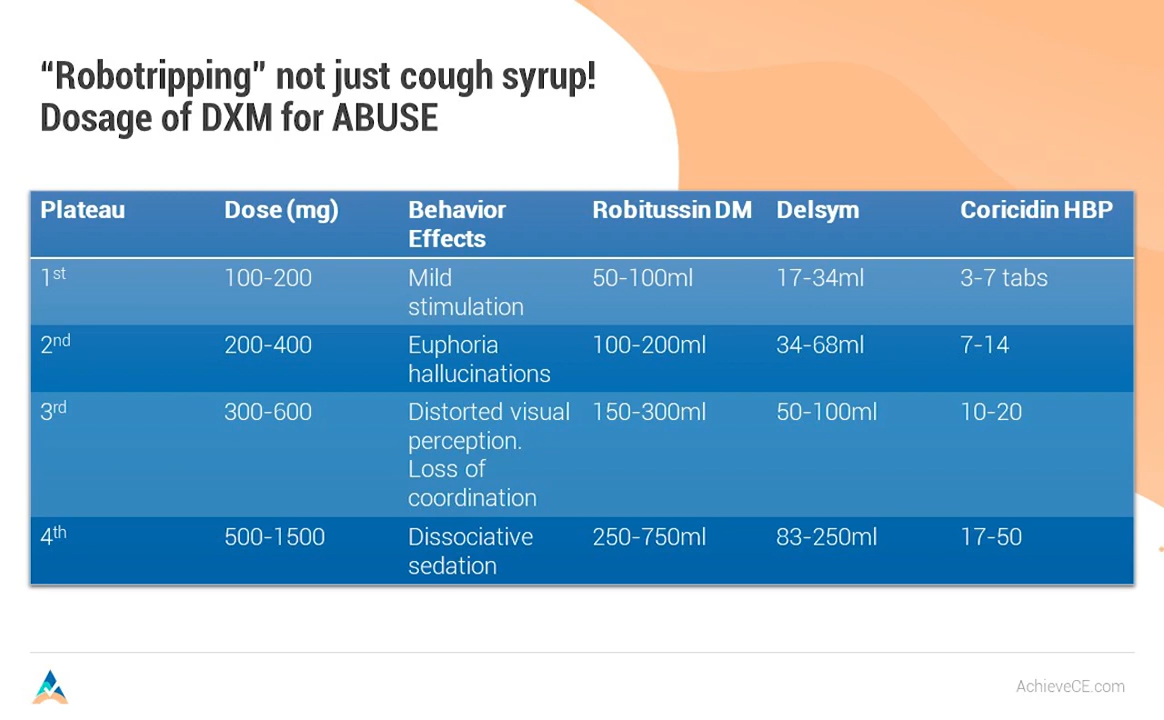 “Robotripping” not just cough syrup!
Dosage of DXM for ABUSE
Plateau Dose (mg) Behavior Effects Robitussin DM Delsym Coricidin HBP
1st 100-200 Mild stimulation 50-100ml 17-34ml 3-7 tabs
2nd 200-400 Euphoria hallucinations 100-200ml 34-68ml 7-14
3rd 300-600 Distorted visual perception. Loss of coordination 150-300ml 50-100ml 10-20
4th 500-1500 Dissociative sedation 250-750ml 83-250ml 17-50
AchieveCE.com